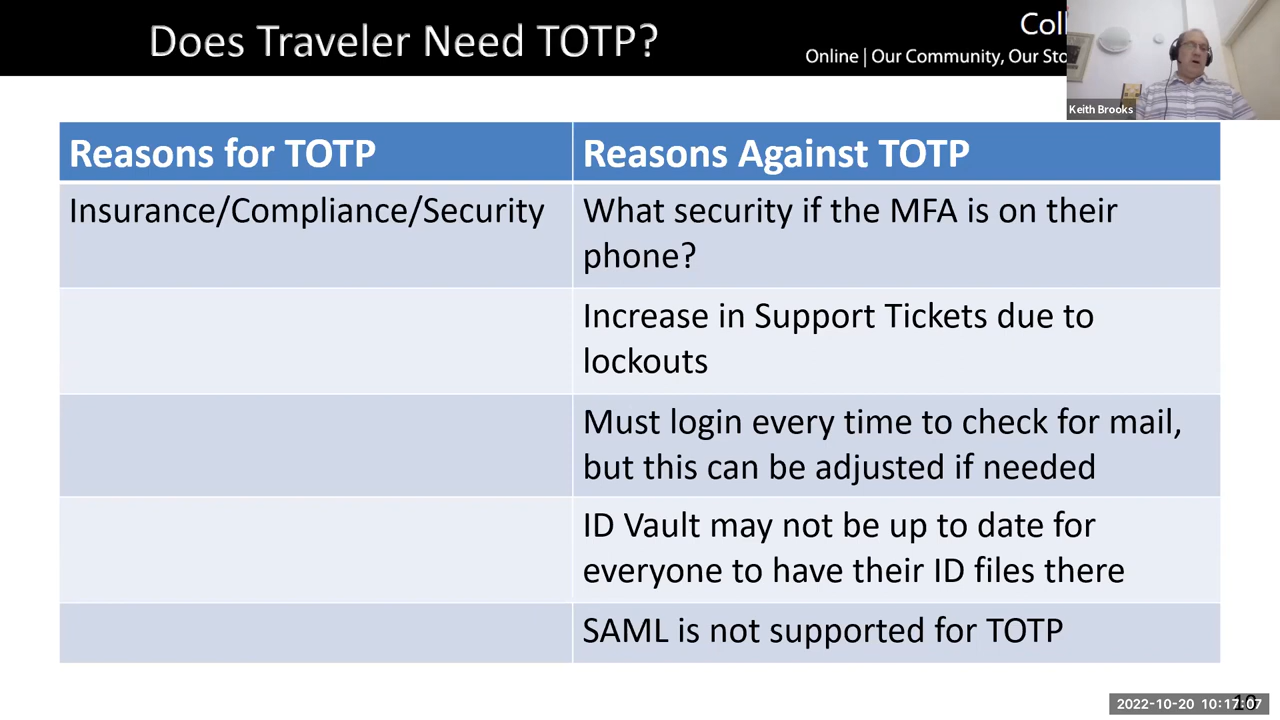 Does Traveler Need TOTP?
Online | Our Community, Our
Keith Brooks
Reasons for TOTP
Reasons Against TOTP
Insurance/Compliance/Security
What security if the MFA is on their
phone?
Increase in Support Tickets due to
lockouts
Must login every time to check for mail,
but this can be adjusted if needed
ID Vault may not be up to date for
everyone to have their ID files there
SAML is not supported for TOTP
2022-10-20 10:17:07